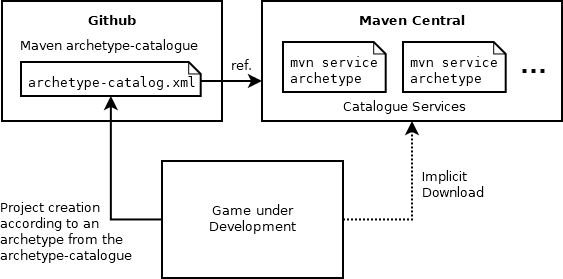 Github
Maven archetype-catalogue
archetype-catalog.xml
ref.
Maven Central
mvn service
archetype
mvn service
archetype
...
Catalogue Services
Implicit
Download
Game under
Development
Project creation
according to an
archetype from the
archetype-catalogue